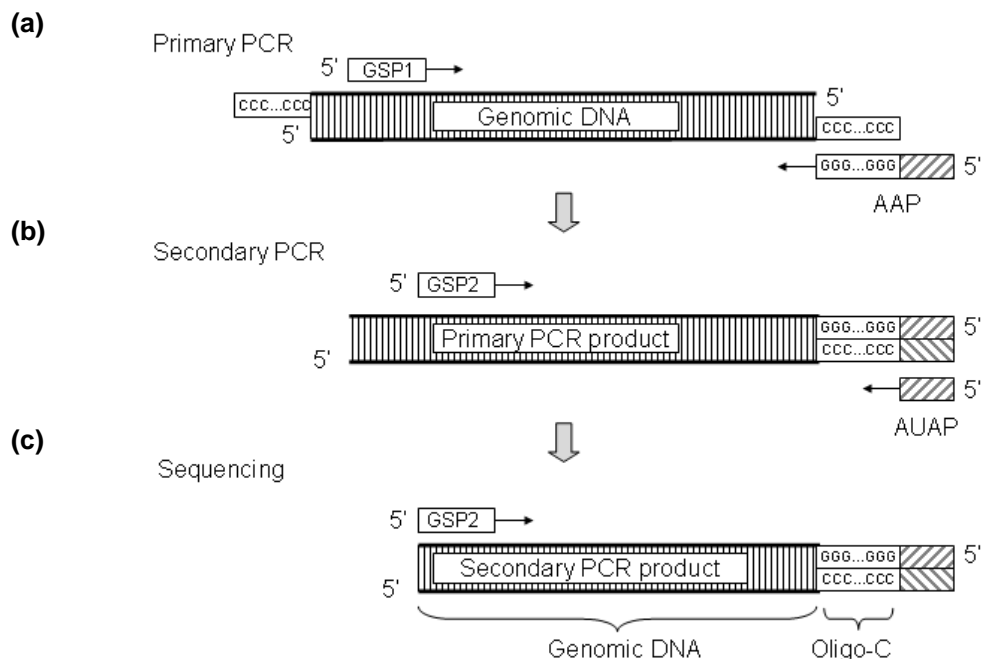 (a)
Primary PCR
5' GSP1
CCC...CCC Genomic DNA 5'
5' CCC...CCC
GGG...GGG 5'
AAP
(b)
Secondary PCR
5' GSP2
Primary PCR product GGG...GGG 5'
5' CCC...CCC
5'
AUAP
(c)
Sequencing
5' GSP2
Secondary PCR product GGG...GGG 5'
5' CCC...CCC
Genomic DNA Oligo-C